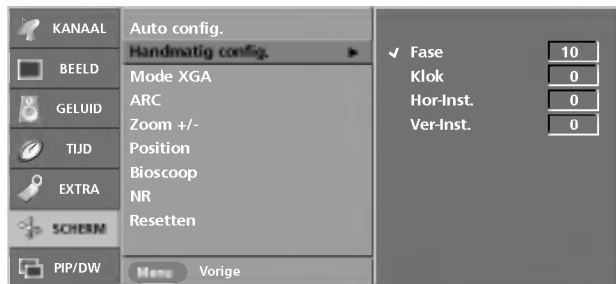 KANAAL
BEELD
GELUID
TIJD
EXTRA
SCHERM
PIP/DW
Auto config.
Handmatig config.
Mode XGA
ARC
Zoom +/-
Position
Bioscoop
NR
Resetten
Menu Vorige
Fase 10
Klok 0
Hor-Inst. 0
Ver-Inst. 0